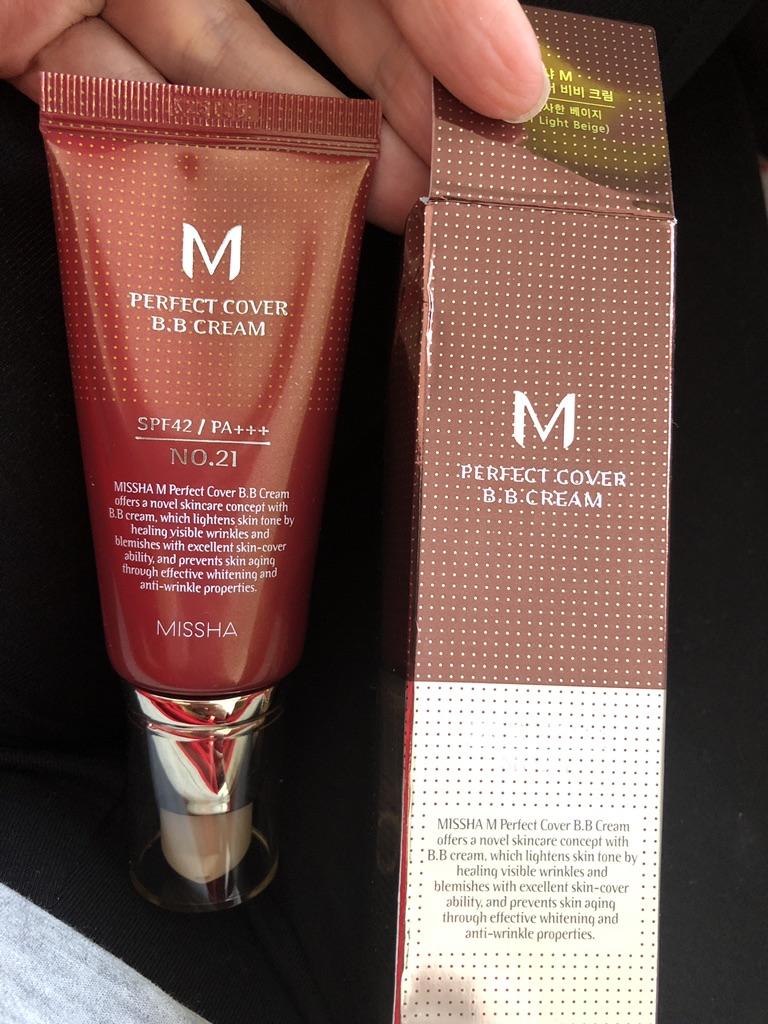 M
PERFECT COVER
B.B CREAM
SPF42 / PA+++
NO.21
MISSHA M Perfect Cover B.B Cream
offers a novel skincare concept with
B.B cream, which lightens skin tone by
healing visible wrinkles and
blemishes with excellent skin-cover
ability, and prevents skin aging
through effective whitening and
anti-wrinkle properties.
MISSHA
M
비비 크림
베이지
Light Beige)
M
PERFECT COVER
B.B CREAM
MISSHA M Perfect Cover B.B Cream
offers a novel skincare concept with
B.B cream, which lightens skin tone by
healing visible wrinkles and
blemishes with excellent skin-cover
ability, and prevents skin aging
through effective whitening and
anti-wrinkle properties.